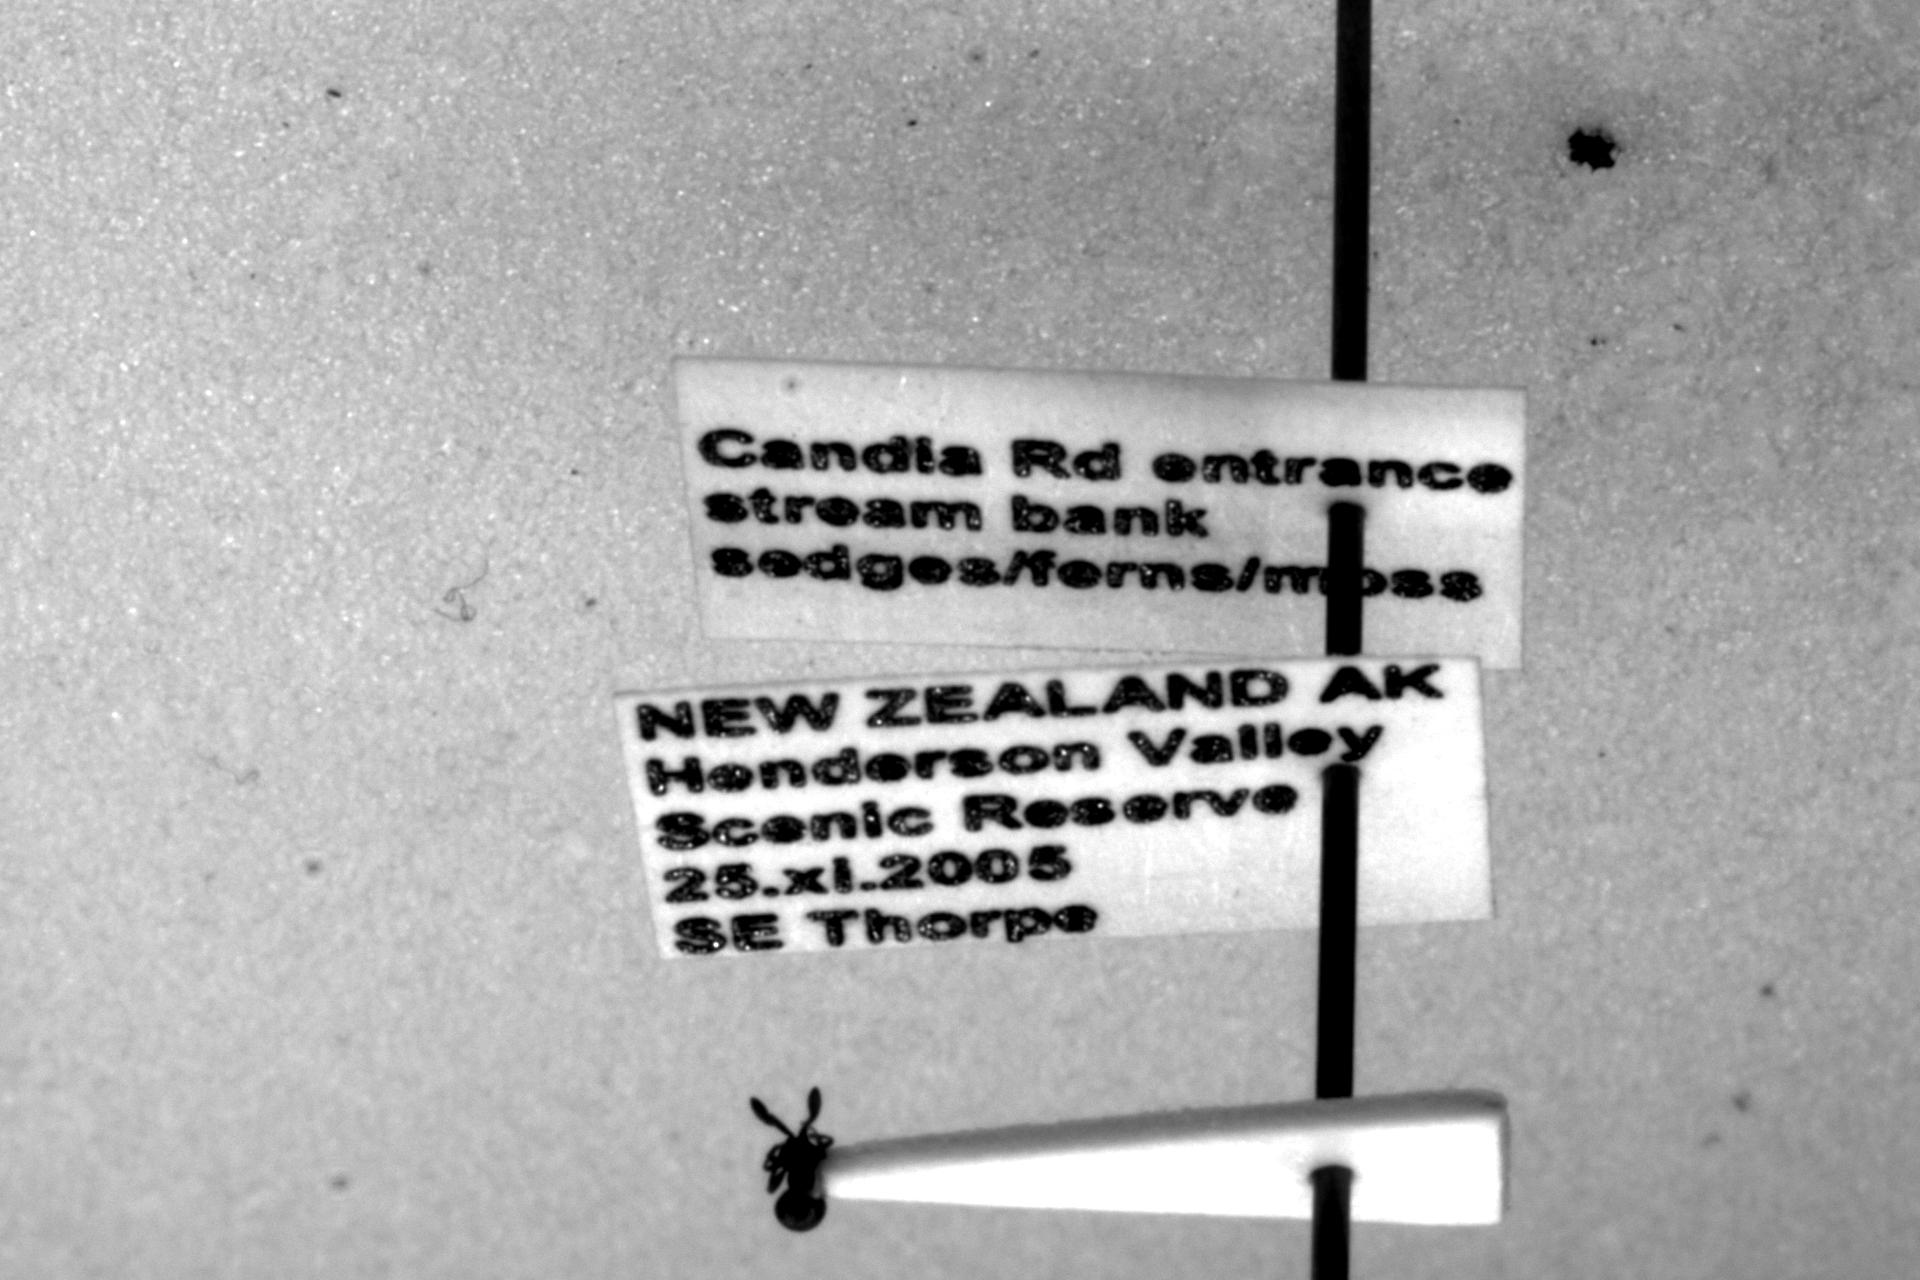 Candia Rd entrance
stream bank
sedges/ferns/moss
NEW ZEALAND AK
Henderson Valley
Scenic Reserve
25.xi.2005
SE Thorpe